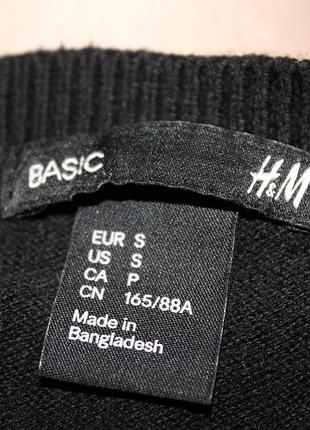 BASIC H&M
EUR S
US S
CA P
CN 165/88A
Made in
Bangladesh